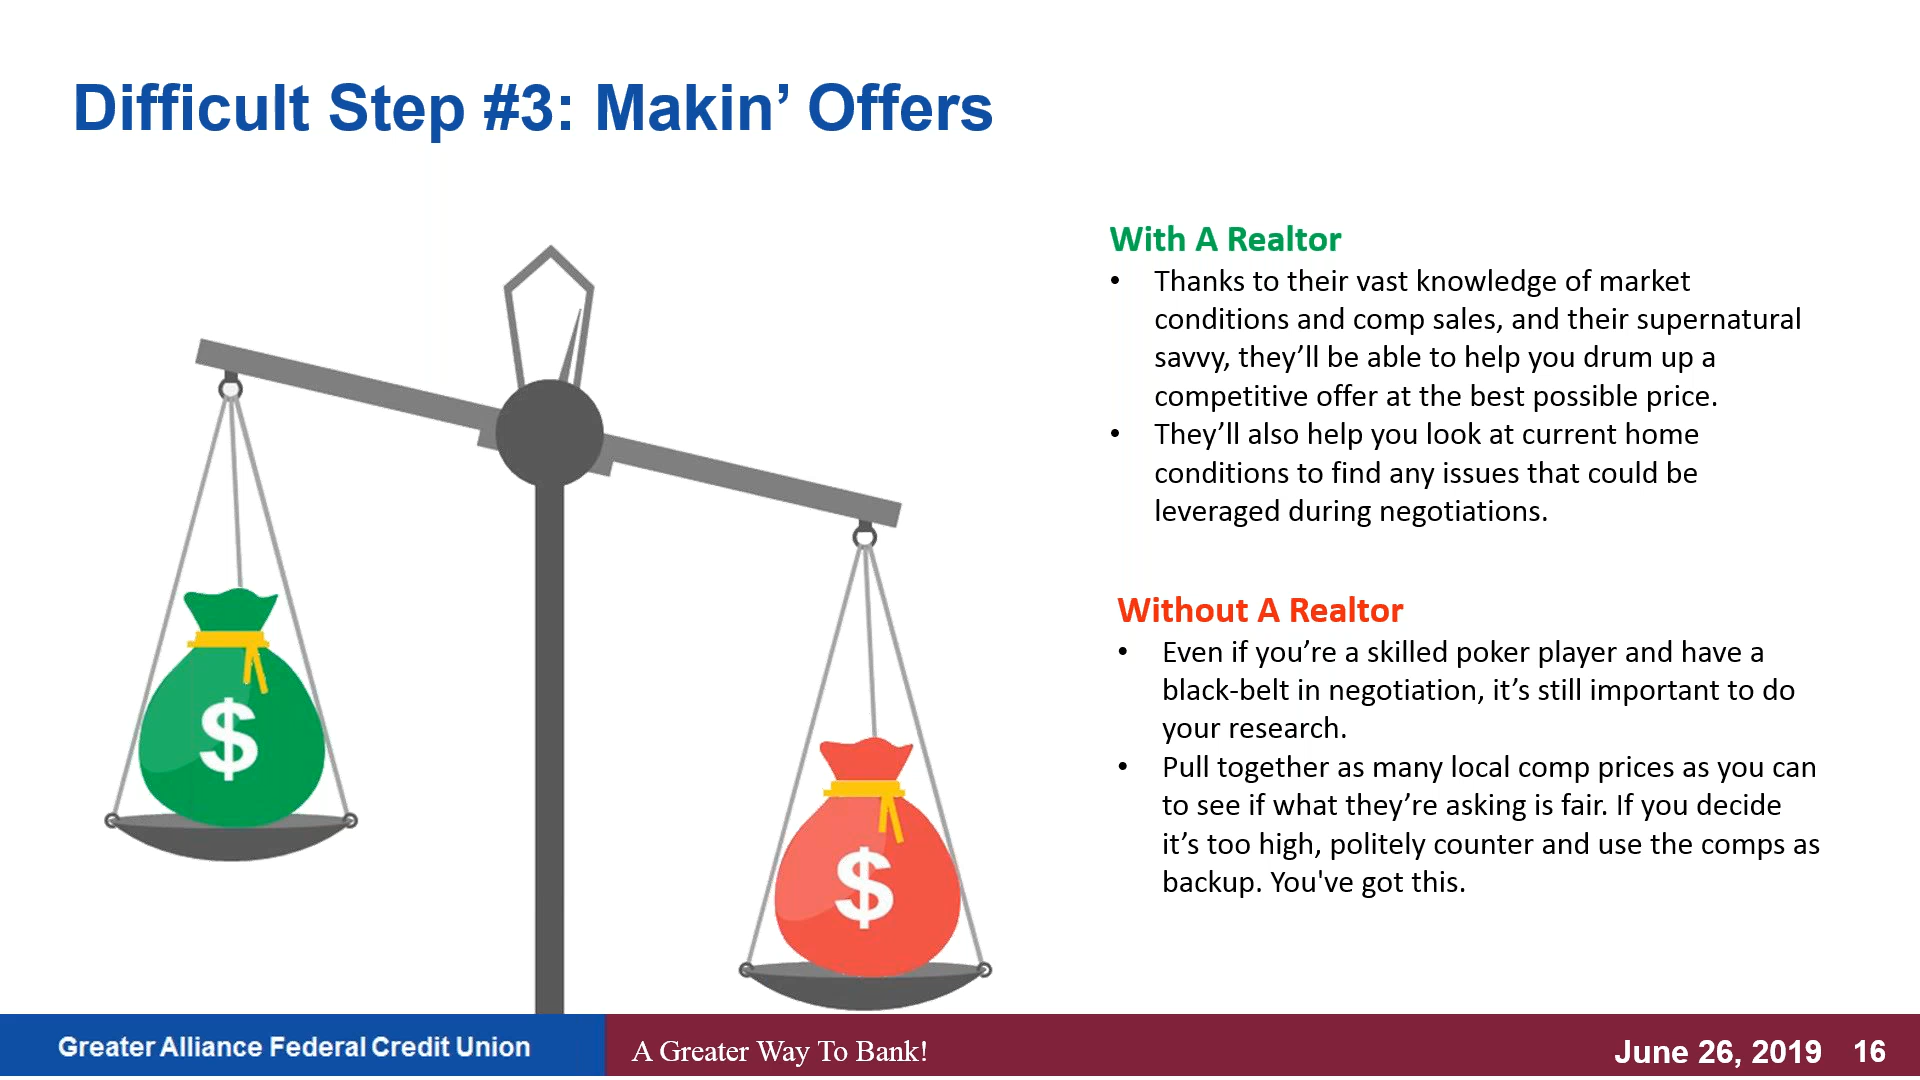 Difficult Step #3: Makin’ Offers
With A Realtor
• Thanks to their vast knowledge of market
conditions and comp sales, and their supernatural
savvy, they’ll be able to help you drum up a
competitive offer at the best possible price.
• They’ll also help you look at current home
conditions to find any issues that could be
leveraged during negotiations.
Without A Realtor
• Even if you’re a skilled poker player and have a
black-belt in negotiation, it’s still important to do
your research.
• Pull together as many local comp prices as you can
to see if what they’re asking is fair. If you decide
it’s too high, politely counter and use the comps as
backup. You've got this.
$
$
Greater Alliance Federal Credit Union
A Greater Way To Bank!
June 26, 2019 16